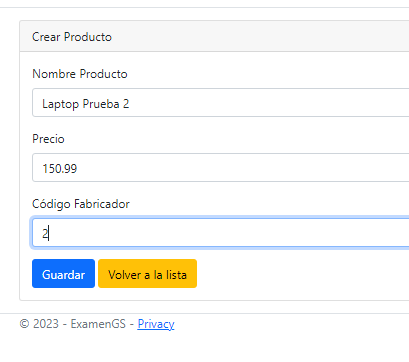 Crear Producto
Nombre Producto
Laptop Prueba 2
Precio
150.99
Código Fabricador
2
Guardar Volver a la lista
© 2023 - ExamenGS - Privacy